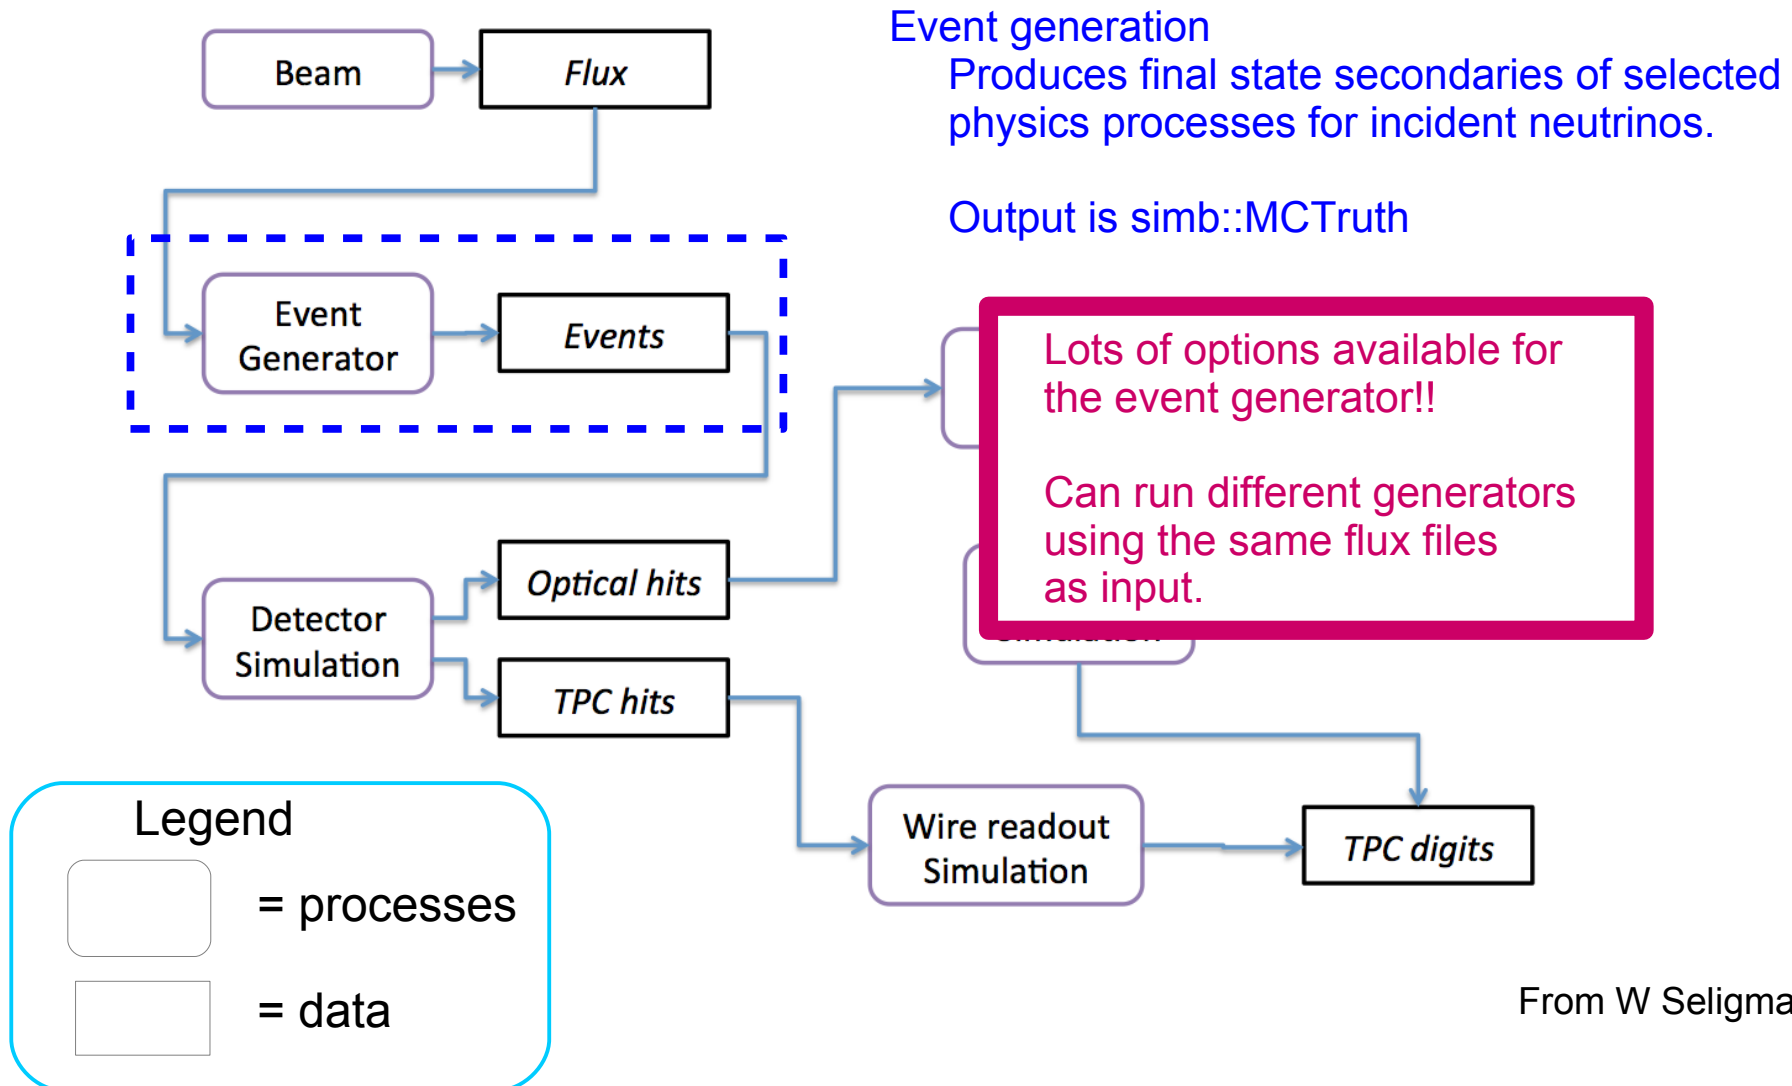 Event generation
Produces final state secondaries of selected
physics processes for incident neutrinos.
Output is simb::MCTruth
Beam
Flux
Event
Generator
Events
Lots of options available for
the event generator!!
Can run different generators
using the same flux files
as input.
Detector
Simulation
Optical hits
TPC hits
Wire readout
Simulation
TPC digits
Legend
= processes
= data
From W Seligma